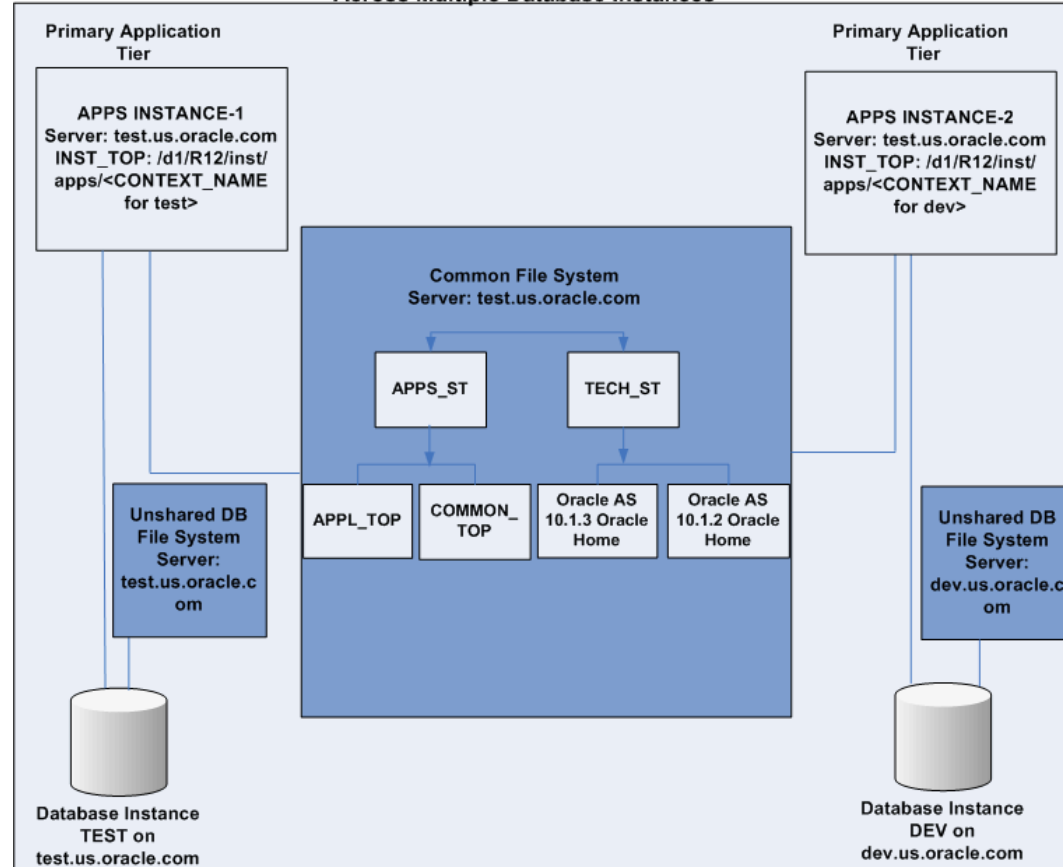 Across Multiple Database Instances
Primary Application
Tier
APPS INSTANCE-1
Server: test.us.oracle.com
INST_TOP: /d1/R12/inst/
apps/<CONTEXT_NAME
for test>
Primary Application
Tier
APPS INSTANCE-2
Server: test.us.oracle.com
INST_TOP: /d1/R12/inst/
apps/<CONTEXT_NAME
for dev>
Common File System
Server: test.us.oracle.com
APPS_ST
TECH_ST
APPL_TOP
COMMON_
TOP
Oracle AS
10.1.3 Oracle
Home
Oracle AS
10.1.2 Oracle
Home
Unshared DB
File System
Server:
test.us.oracle.c
om
Unshared DB
File System
Server:
dev.us.oracle.c
om
Database Instance
TEST on
test.us.oracle.com
Database Instance
DEV on
dev.us.oracle.com